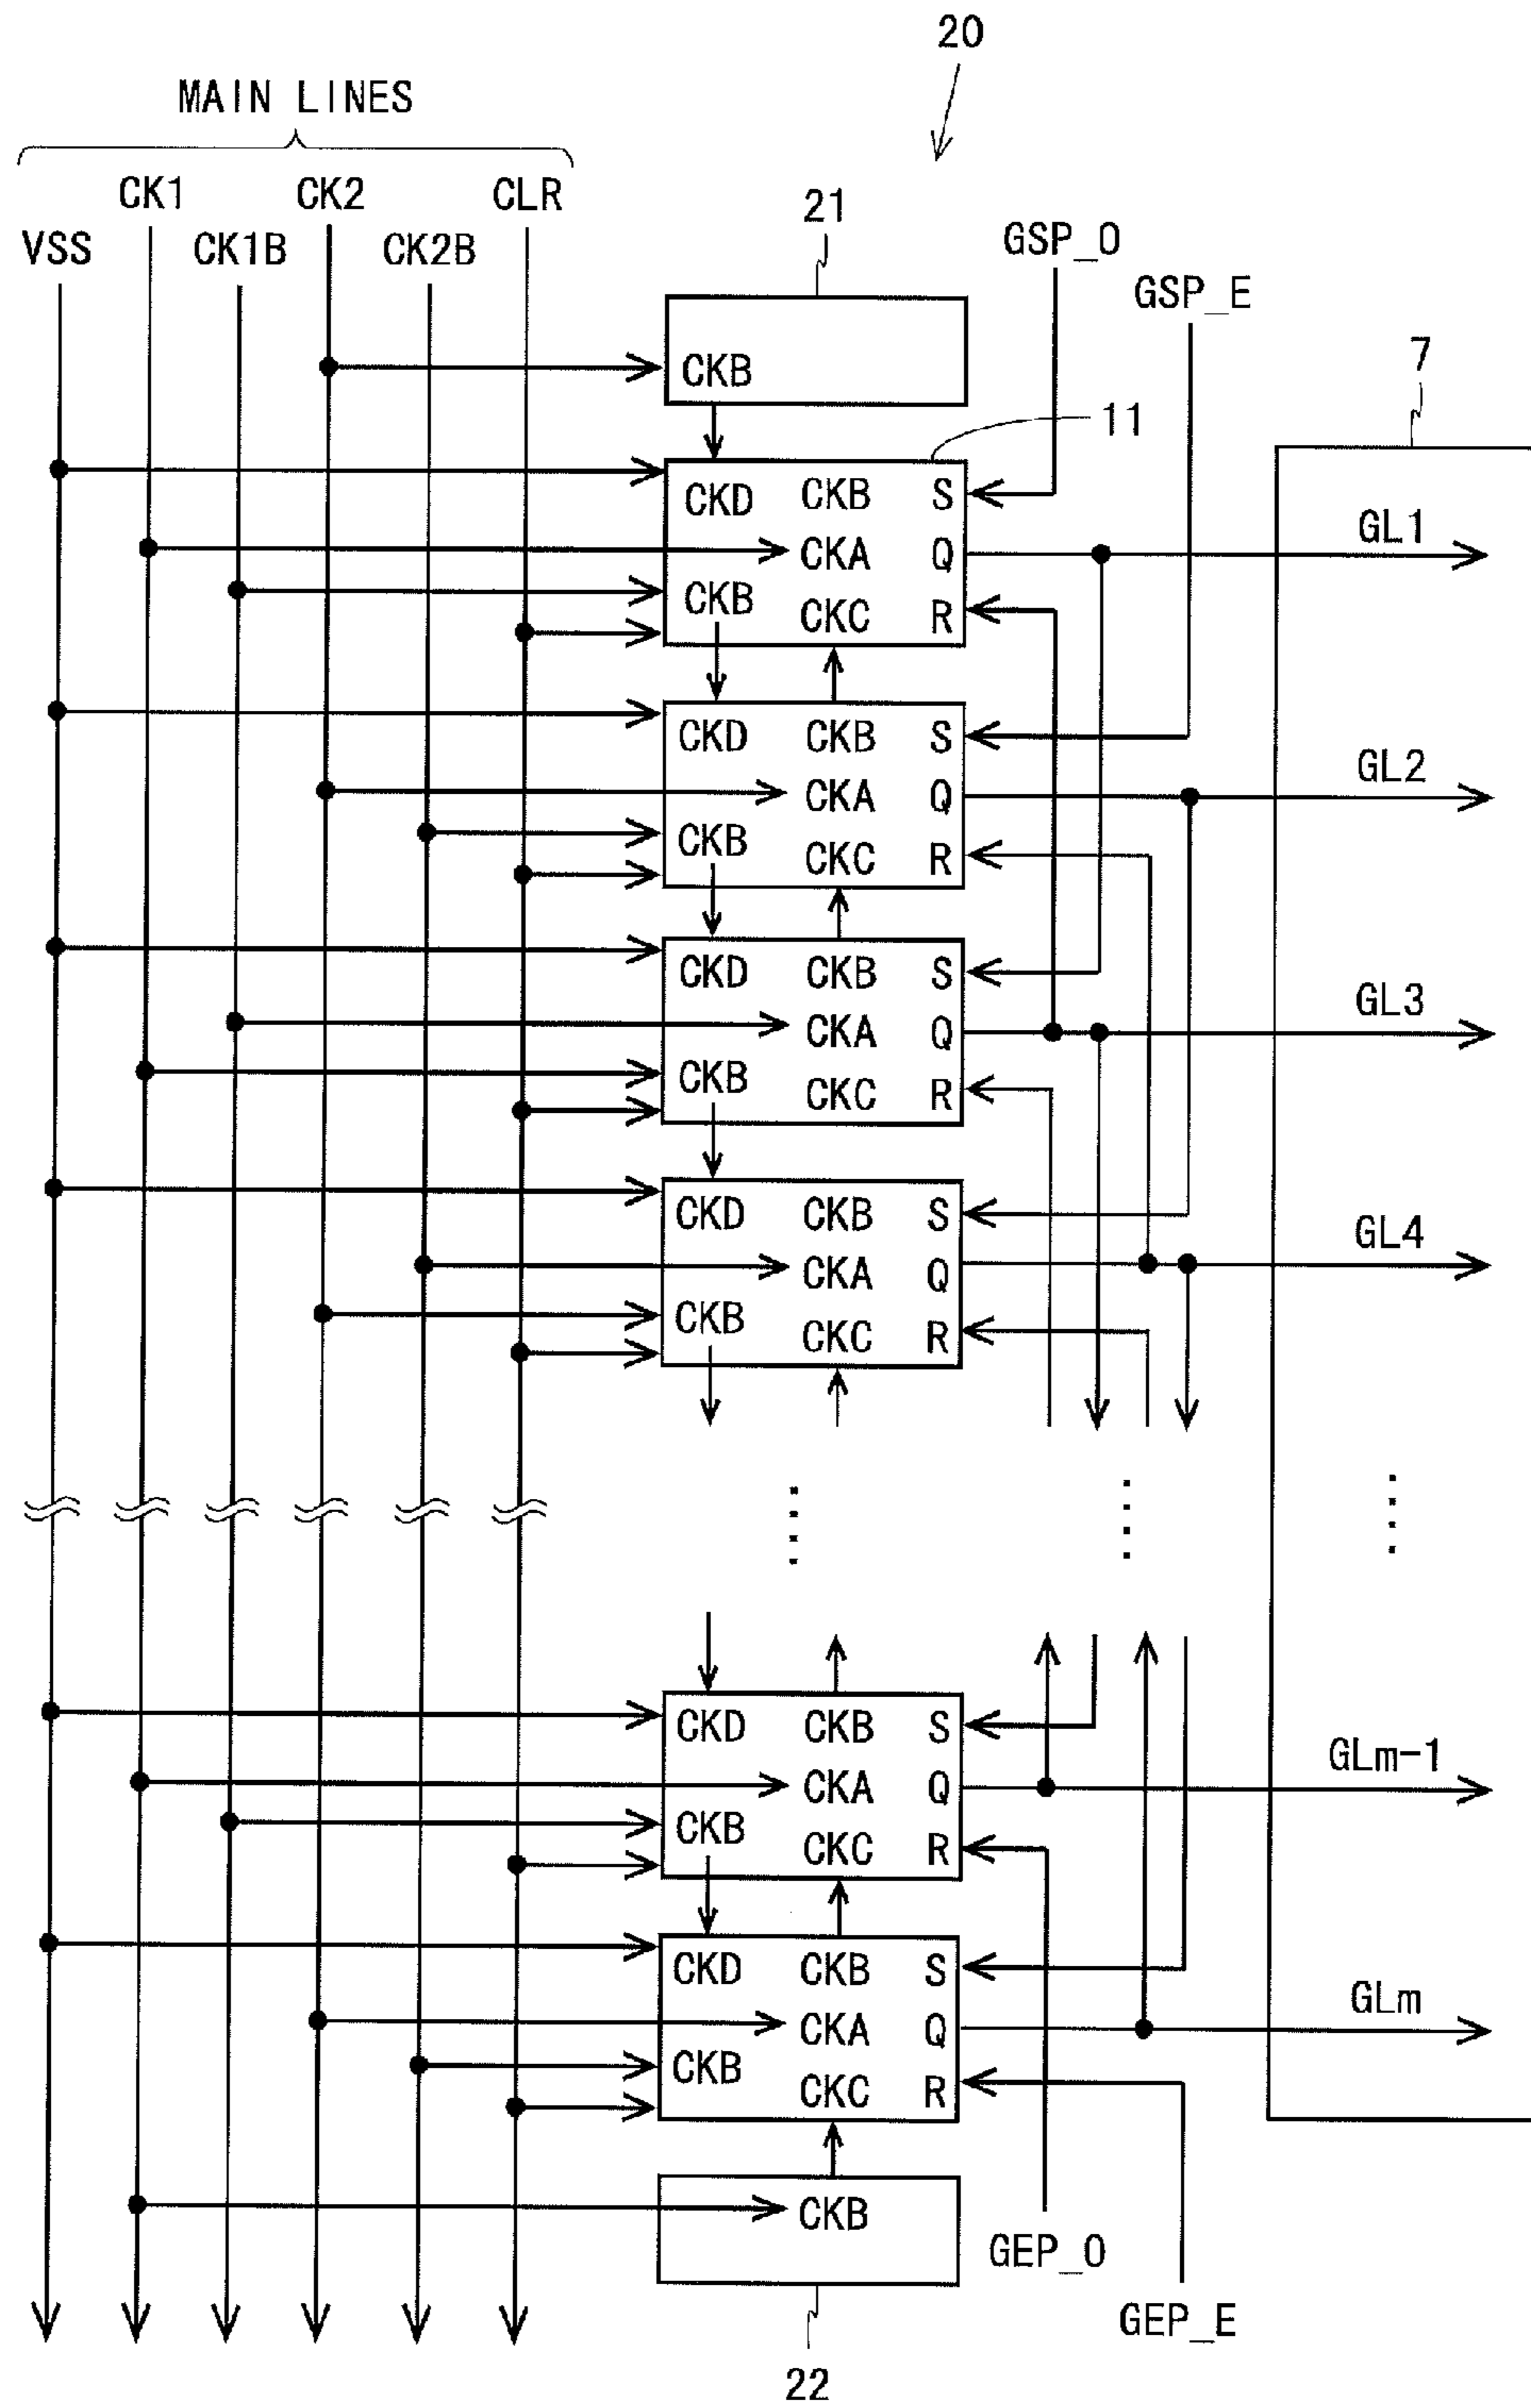 20
MAIN LINES
CK1 CK2 CLR
VSS CK1B CK2B
21
GSP_O
GSP_E
7
CKB
11
CKD CKB S
GL1
CKA Q
CKB CKC R
CKD CKB S
GL2
CKA Q
CKB CKC R
CKD CKB S
GL3
CKA Q
CKB CKC R
CKD CKB S
GL4
CKA Q
CKB CKC R
CKD CKB S
GLm-1
CKA Q
CKB CKC R
CKD CKB S
GLm
CKA Q
CKB CKC R
CKB
GEP_O
GEP_E
22